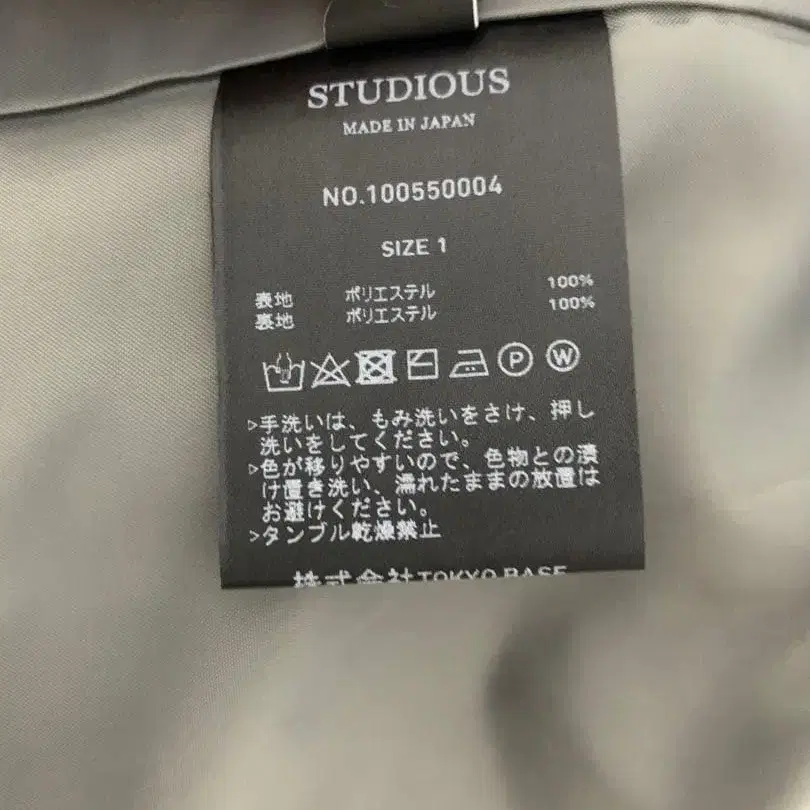 STUDIOUS
MADE IN JAPAN
NO.100550004
SIZE 1
表地 ポリエステル 100%
裏地 ポリエステル 100%
P W
▷手洗いは、もみ洗いをさけ、押し
洗いをしてください。
▷色が移りやすいので、色物との漬
け置き洗い、濡れたままの放置は
お避けください。
>タンブル乾燥禁止
株式会社TOKYO BASE